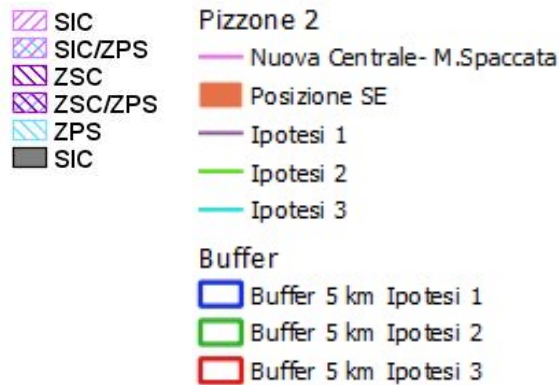 SIC
SIC/ZPS
ZSC
ZSC/ZPS
ZPS
SIC
Pizzone 2
Nuova Centrale- M.Spaccata
Posizione SE
Ipotesi 1
Ipotesi 2
Ipotesi 3
Buffer
Buffer 5 km Ipotesi 1
Buffer 5 km Ipotesi 2
Buffer 5 km Ipotesi 3